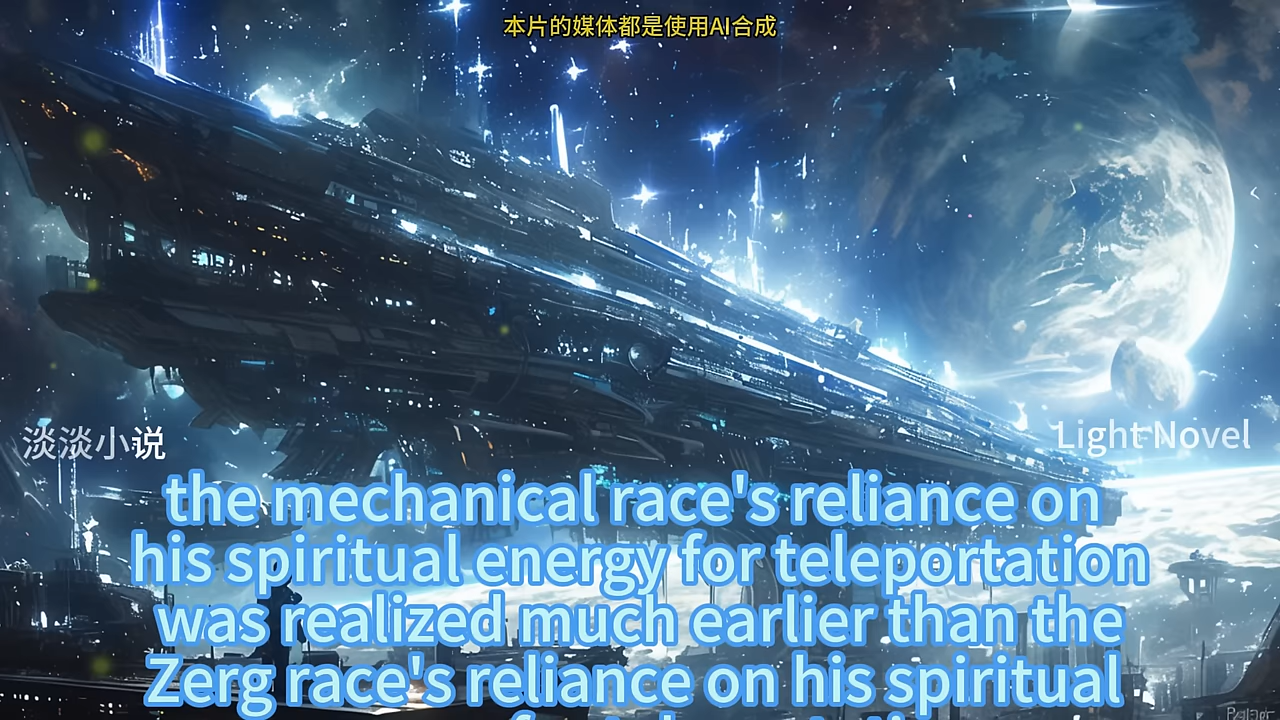 本片的媒体都是使用AI合成
淡淡小说
Light Novel
the mechanical race's reliance on
his spiritual energy for teleportation
was realized much earlier than the
Zerg race's reliance on his spiritual